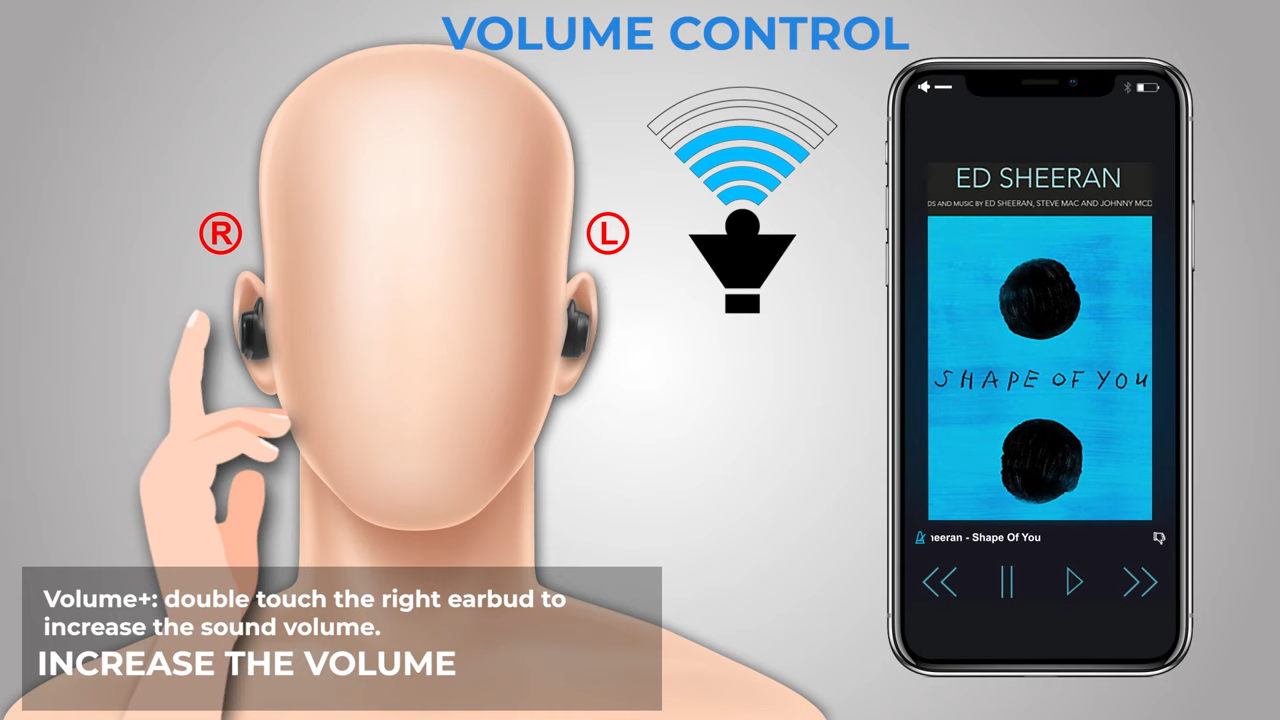 VOLUME CONTROL
R
L
ED SHEERAN
DS AND MUSIC BY ED SHEERAN, STEVE MAC AND JOHNNY MCD
SHAPE OF YOU
heeran - Shape Of You
Volume+: double touch the right earbud to
increase the sound volume.
INCREASE THE VOLUME